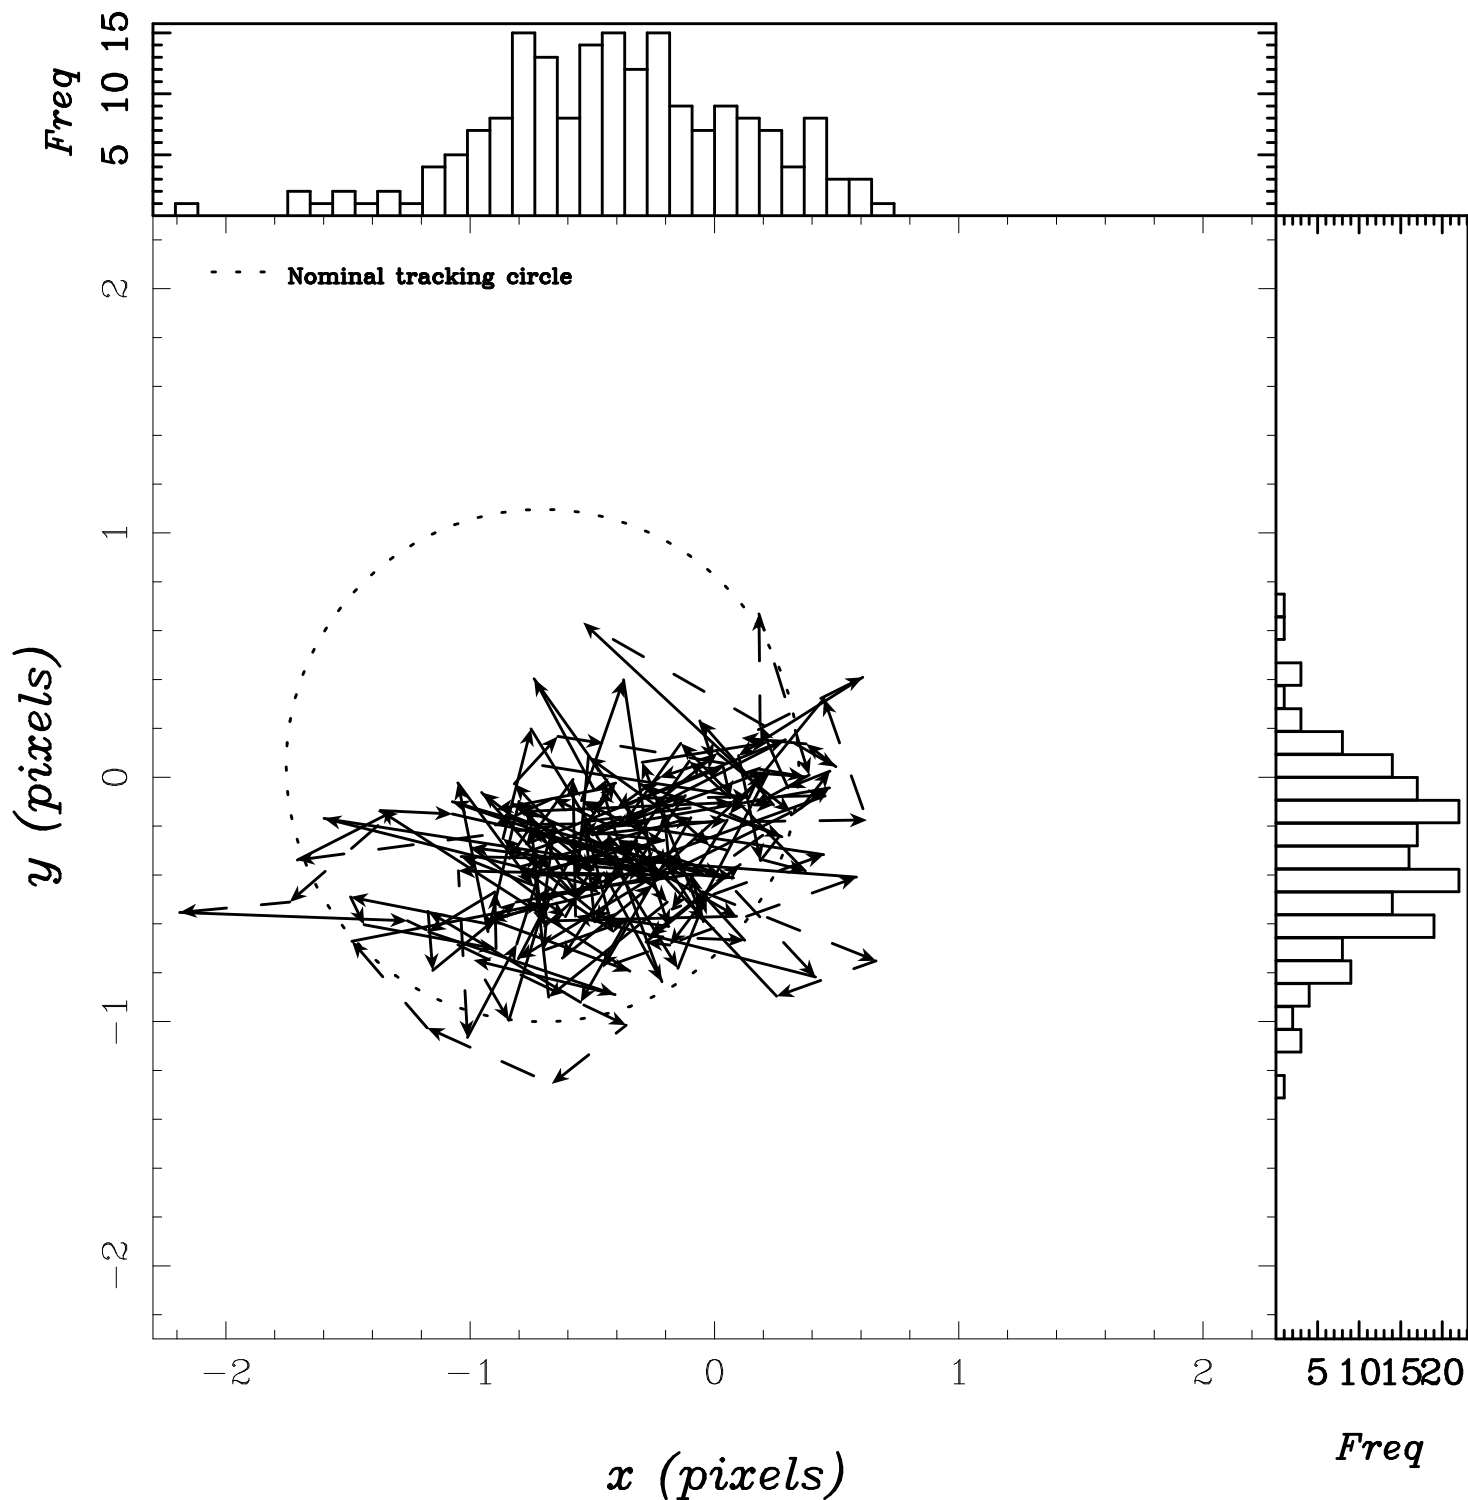 Freq
5 10 15
Nominal tracking circle
y (pixels)
2
1
0
−1
−2
−2 −1 0 1 2
5 10 15 20
x (pixels)
Freq